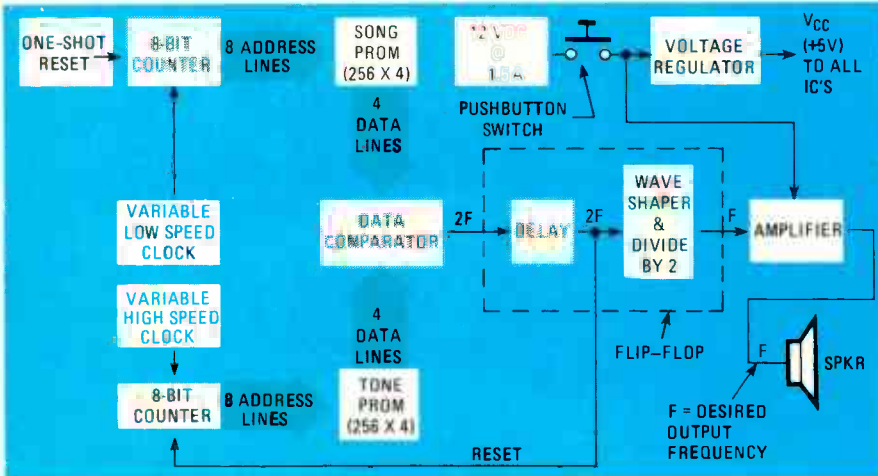 ONE-SHOT
RESET
8-BIT
COUNTER
8 ADDRESS
LINES
SONG
PROM
(256 X 4)
12 VDC
@
1.5 A
PUSHBUTTON
SWITCH
VOLTAGE
REGULATOR
VCC
(+5V)
TO ALL
IC'S
4
DATA
LINES
VARIABLE
LOW SPEED
CLOCK
DATA
COMPARATOR
2F
DELAY
2F
WAVE
SHAPER
&
DIVIDE
BY 2
F
AMPLIFIER
VARIABLE
HIGH SPEED
CLOCK
4
DATA
LINES
FLIP-FLOP
F
SPKR
8-BIT
COUNTER
8 ADDRESS
LINES
TONE
PROM
(256 X 4)
F = DESIRED
OUTPUT
FREQUENCY
RESET